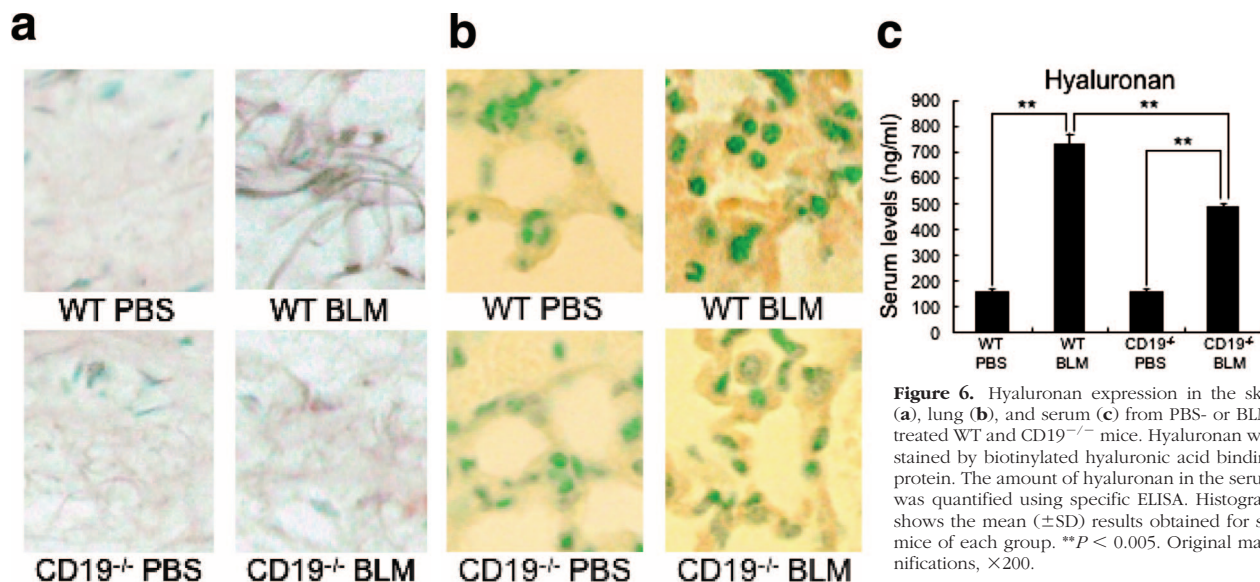 a
b
c
WT PBS
WT BLM
CD19-/- PBS
CD19-/- BLM
WT PBS
WT BLM
CD19-/- PBS
CD19-/- BLM
Hyaluronan
Serum levels (ng/ml)
900
800
700
600
500
400
300
200
100
0
**
**
**
WT
PBS
WT
BLM
CD19-/-
PBS
CD19-/-
BLM
Figure 6. Hyaluronan expression in the sk
(a), lung (b), and serum (c) from PBS- or BL
treated WT and CD19−/− mice. Hyaluronan w
stained by biotinylated hyaluronic acid bindin
protein. The amount of hyaluronan in the seru
was quantified using specific ELISA. Histogra
shows the mean (±SD) results obtained for s
mice of each group. **P < 0.005. Original ma
nifications, ×200.